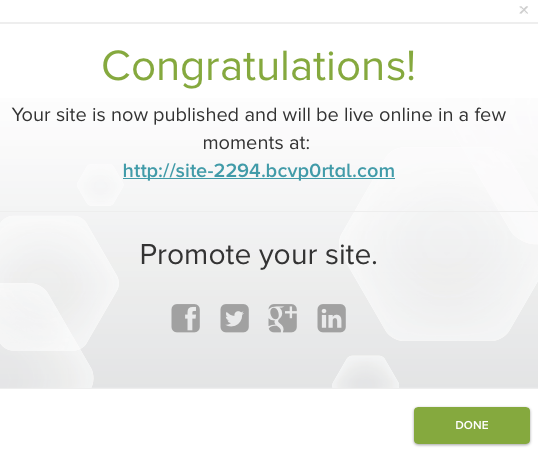 ×
Congratulations!
Your site is now published and will be live online in a few
moments at:
http://site-2294.bcvp0rtal.com
Promote your site.
f g+ in
DONE